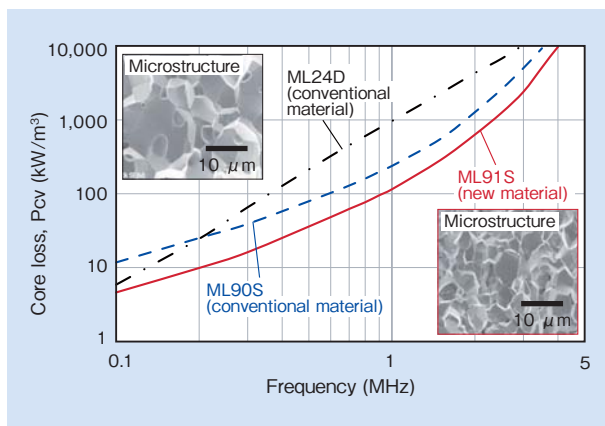 10,000
1,000
100
10
1
Core loss, Pcv (kW/m³)
Microstructure
10 μm
ML24D
(conventional
material)
ML91S
(new material)
Microstructure
10 μm
ML90S
(conventional material)
0.1
1
5
Frequency (MHz)